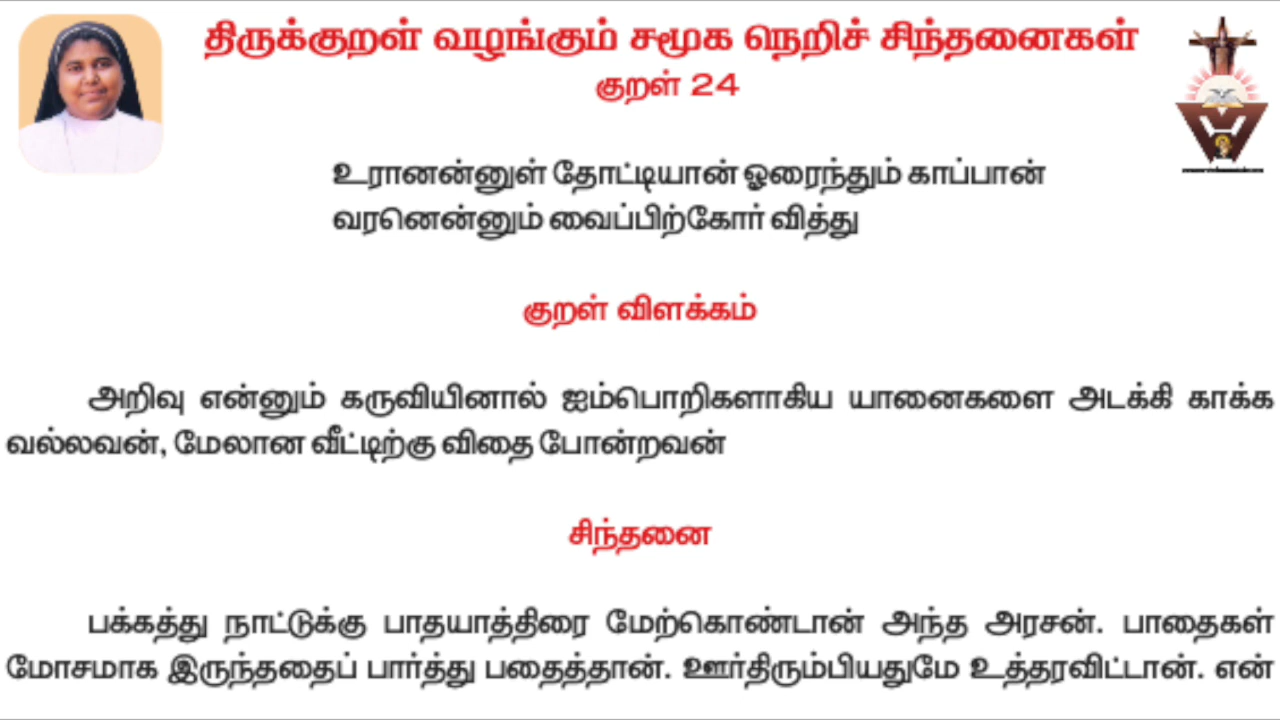 திருக்குறள் வழங்கும் சமூக நெறிச் சிந்தனைகள்
குறள் 24
உரானன்னுள் தோட்டியான் ஓரைந்தும் காப்பான்
வரனென்னும் வைப்பிற்கோர் வித்து
குறள் விளக்கம்
அறிவு என்னும் கருவியினால் ஐம்பொறிகளாகிய யானைகளை அடக்கி காக்க
வல்லவன், மேலான வீட்டிற்கு விதை போன்றவன்
சிந்தனை
பக்கத்து நாட்டுக்கு பாதயாத்திரை மேற்கொண்டான் அந்த அரசன். பாதைகள்
மோசமாக இருந்ததைப் பார்த்து பதைத்தான். ஊர்திரும்பியதுமே உத்தரவிட்டான். என்